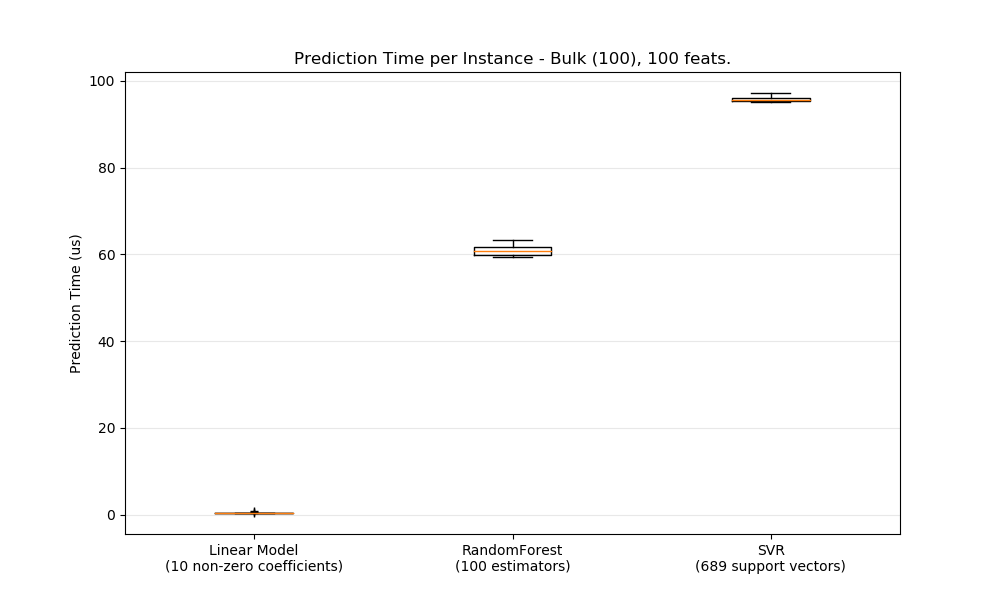 Prediction Time per Instance - Bulk (100), 100 feats.
100
80
60
40
20
0
Prediction Time (us)
Linear Model
(10 non-zero coefficients)
RandomForest
(100 estimators)
SVR
(689 support vectors)